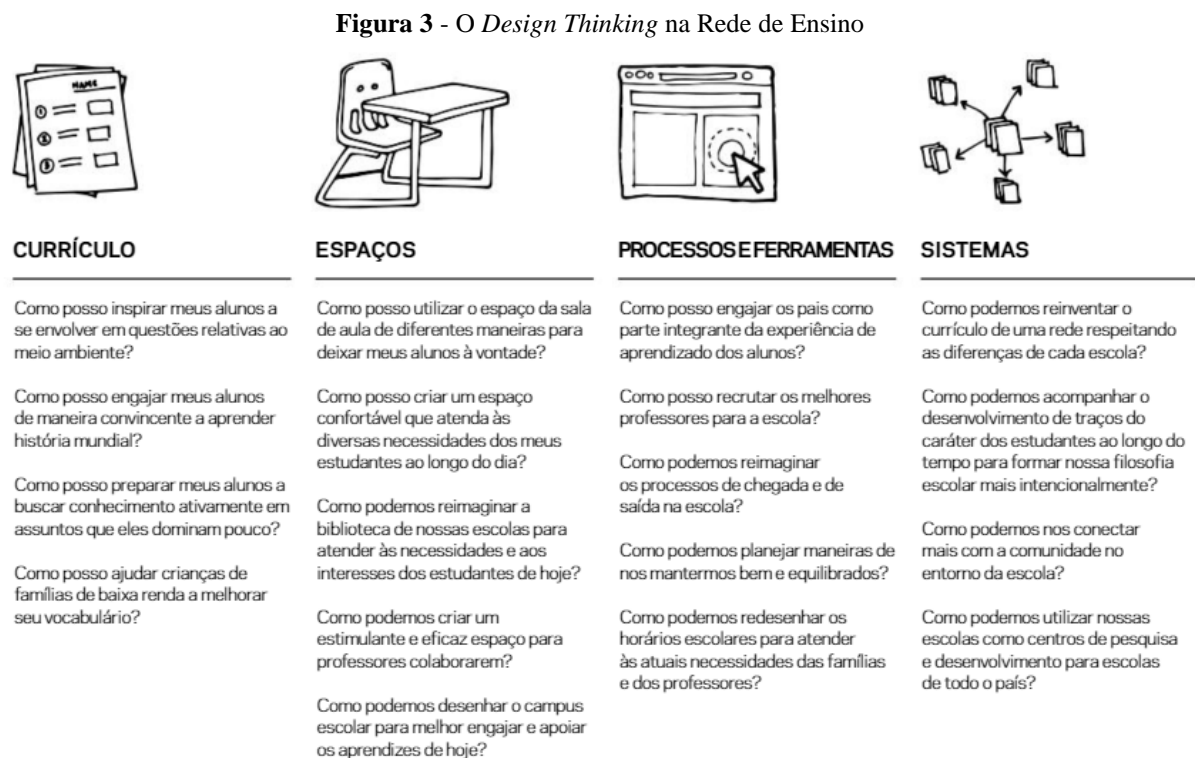 Figura 3 - O Design Thinking na Rede de Ensino
NAME
1
2
3
CURRÍCULO
Como posso inspirar meus alunos a
se envolver em questões relativas ao
meio ambiente?
Como posso engajar meus alunos
de maneira convincente a aprender
história mundial?
Como posso preparar meus alunos a
buscar conhecimento ativamente em
assuntos que eles dominam pouco?
Como posso ajudar crianças de
famílias de baixa renda a melhorar
seu vocabulário?
ESPAÇOS
Como posso utilizar o espaço da sala
de aula de diferentes maneiras para
deixar meus alunos à vontade?
Como posso criar um espaço
confortável que atenda às
diversas necessidades dos meus
estudantes ao longo do dia?
Como podemos reimaginar a
biblioteca de nossas escolas para
atender às necessidades e aos
interesses dos estudantes de hoje?
Como podemos criar um
estimulante e eficaz espaço para
professores colaborarem?
Como podemos desenhar o campus
escolar para melhor engajar e apoiar
os aprendizes de hoje?
PROCESSOS E FERRAMENTAS
Como posso engajar os pais como
parte integrante da experiência de
aprendizado dos alunos?
Como posso recrutar os melhores
professores para a escola?
Como podemos reimaginar
os processos de chegada e de
saída na escola?
Como podemos planejar maneiras de
nos mantermos bem e equilibrados?
Como podemos redesenhar os
horários escolares para atender
às atuais necessidades das famílias
e dos professores?
SISTEMAS
Como podemos reinventar o
currículo de uma rede respeitando
as diferenças de cada escola?
Como podemos acompanhar o
desenvolvimento de traços do
caráter dos estudantes ao longo do
tempo para formar nossa filosofia
escolar mais intencionalmente?
Como podemos nos conectar
mais com a comunidade no
entorno da escola?
Como podemos utilizar nossas
escolas como centros de pesquisa
e desenvolvimento para escolas
de todo o país?